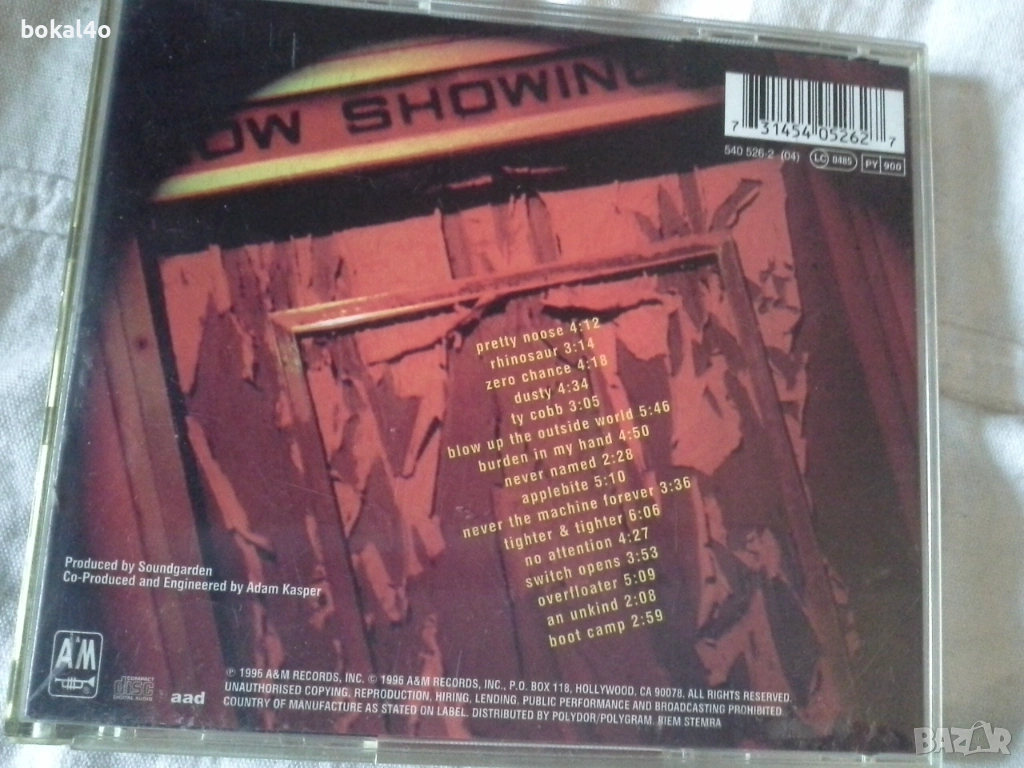 bokal4o
OW SHOWING
7 31454 05262 7
540 526-2 (04) LC 0485 PY 900
pretty noose 4:12
rhinosaur 3:14
zero chance 4:18
dusty 4:34
ty cobb 3:05
blow up the outside world 5:46
burden in my hand 4:50
never named 2:28
applebite 5:10
never the machine forever 3:36
tighter & tighter 6:06
no attention 4:27
switch opens 3:53
overfloater 5:09
an unkind 2:08
boot camp 2:59
Produced by Soundgarden
Co-Produced and Engineered by Adam Kasper
A&M
COMPACT
disc
DIGITAL AUDIO
aad
℗ 1996 A&M RECORDS, INC. © 1996 A&M RECORDS, INC., P.O. BOX 118, HOLLYWOOD, CA 90078. ALL RIGHTS RESERVED.
UNAUTHORISED COPYING, REPRODUCTION, HIRING, LENDING, PUBLIC PERFORMANCE AND BROADCASTING PROHIBITED.
COUNTRY OF MANUFACTURE AS STATED ON LABEL. DISTRIBUTED BY POLYDOR/POLYGRAM. BIEM STEMRA
BAZAR